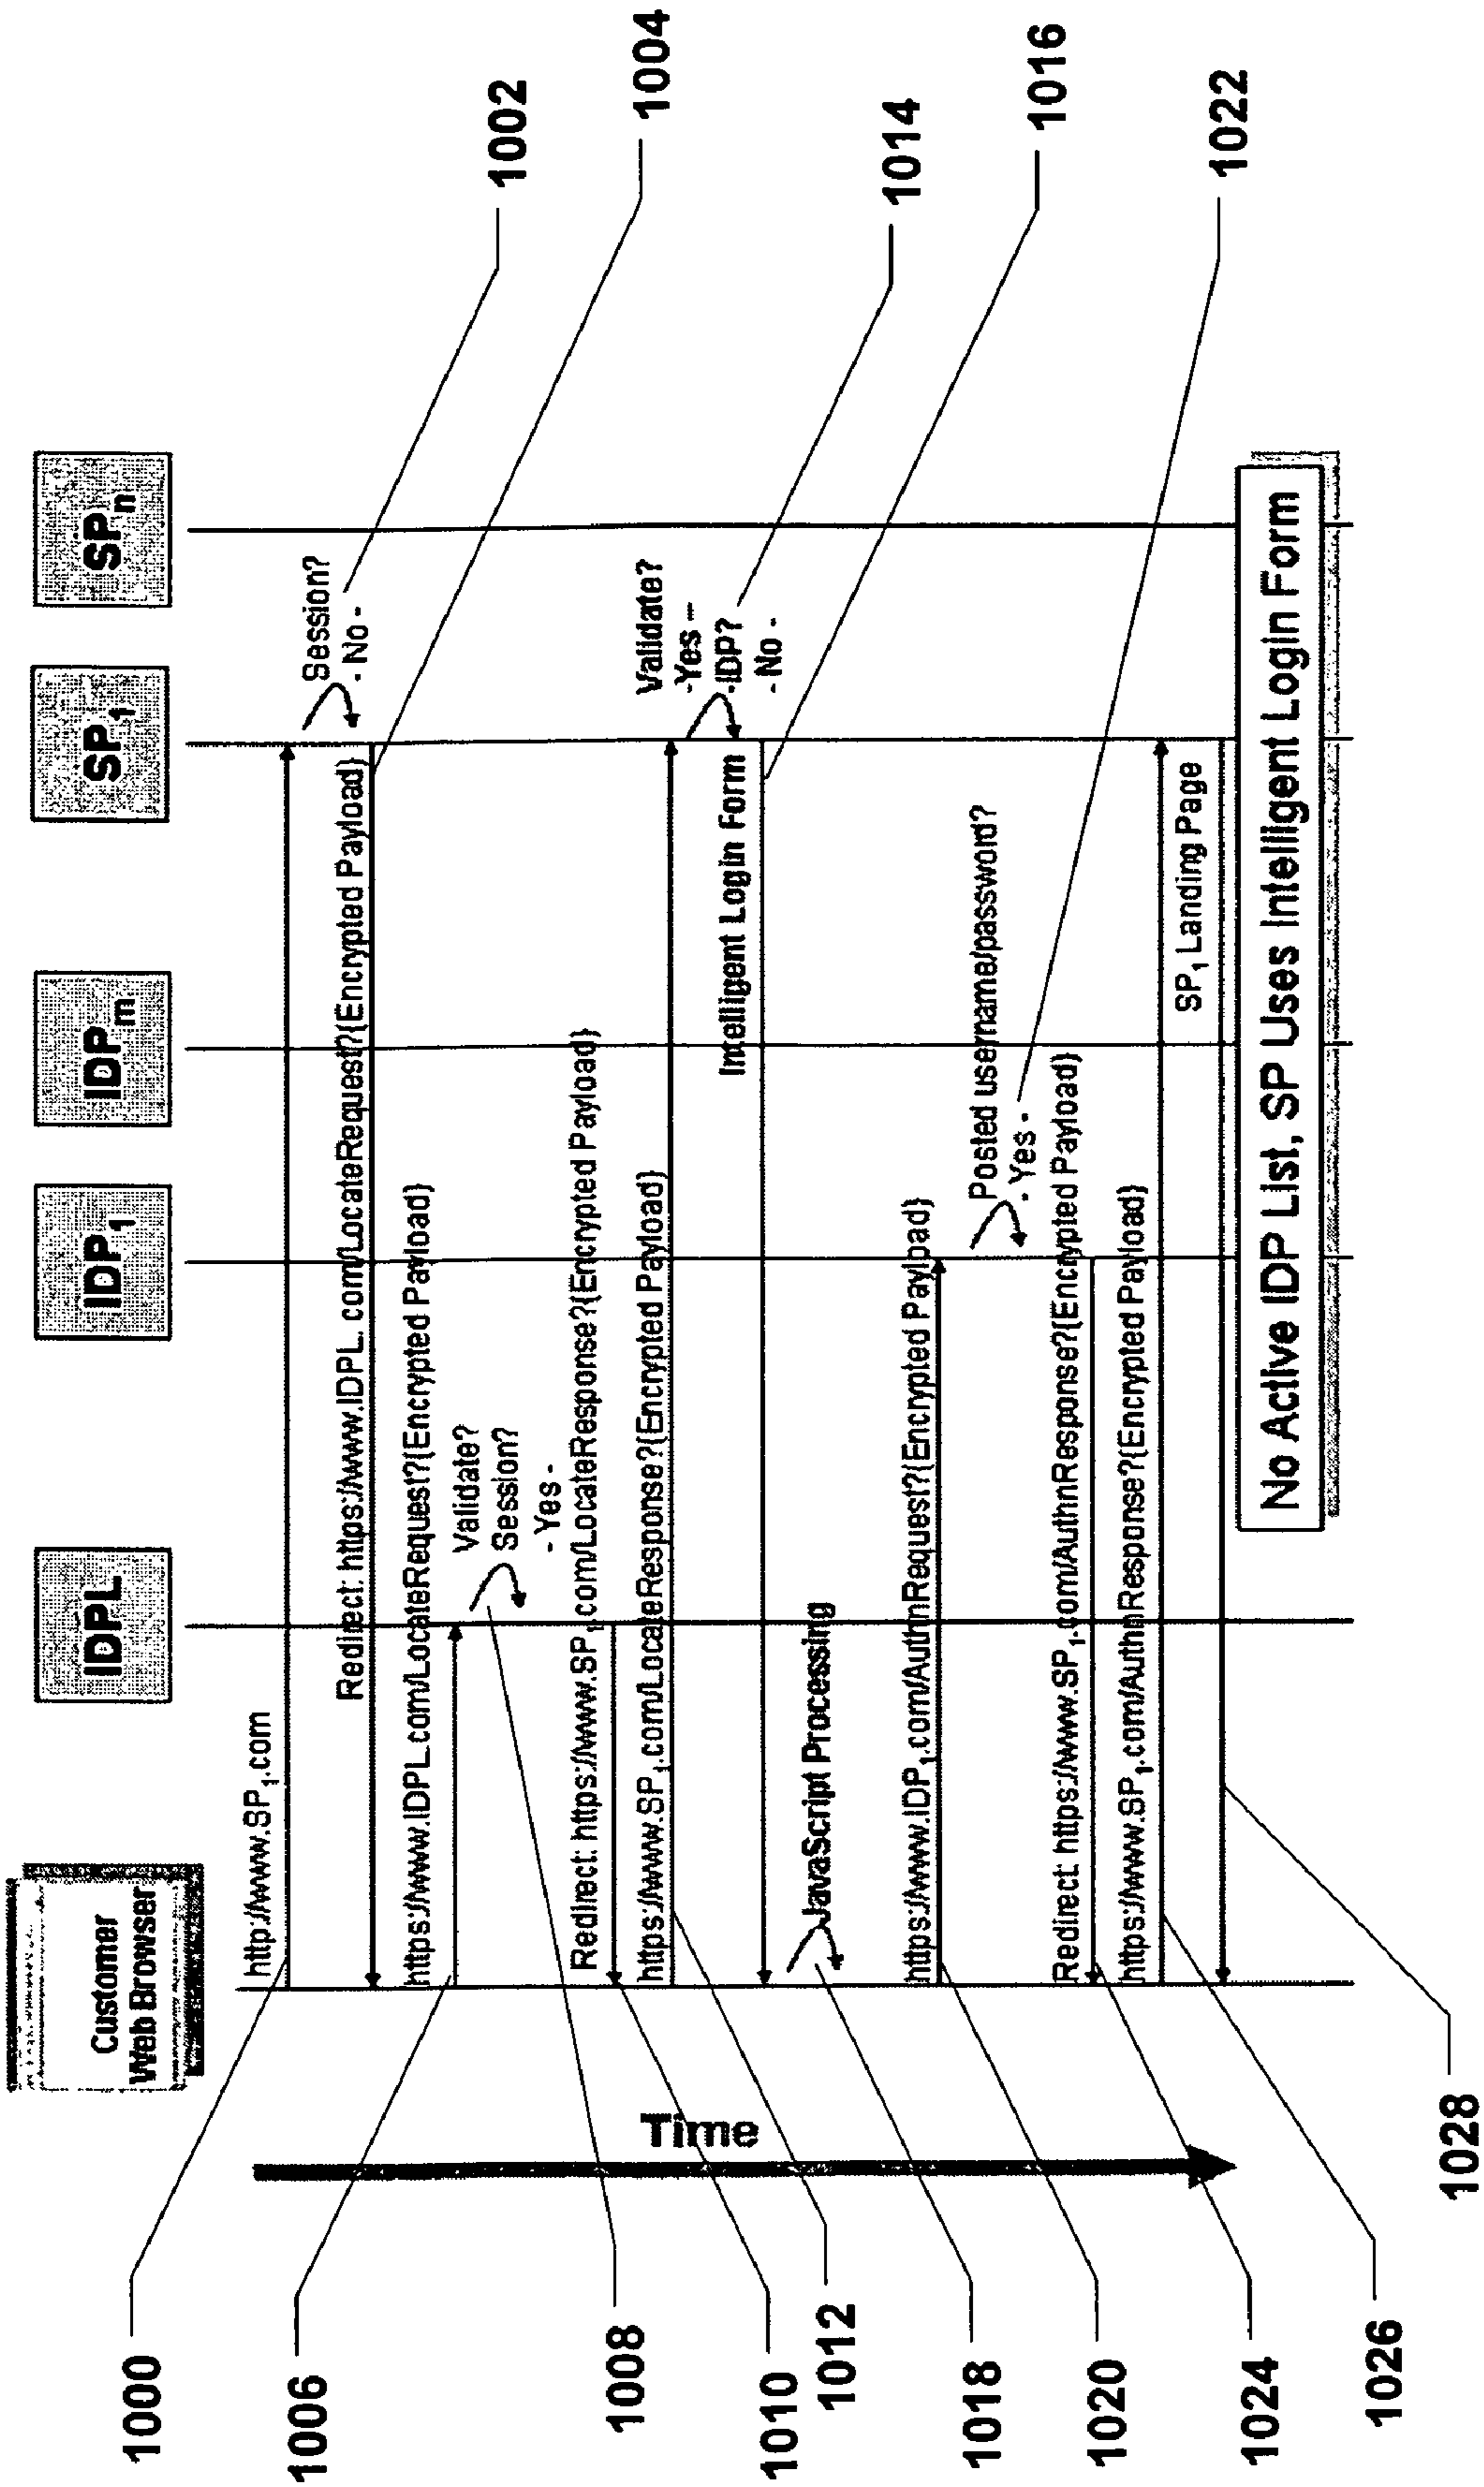 Customer
Web Browser
IDPL
IDP1
IDPm
SP1
SPn
http://www.SP1.com
1000
Session?
- No -
1002
Redirect: https://www.IDPL.com/LocateRequest?{Encrypted Payload}
1004
https://www.IDPL.com/LocateRequest?{Encrypted Payload}
1006
Validate?
Session?
- Yes -
1008
Redirect: https://www.SP1.com/LocateResponse?{Encrypted Payload}
1010
https://www.SP1.com/LocateResponse?{Encrypted Payload}
1012
Validate?
-Yes –
-IDP?
- No -
1014
Intelligent Login Form
1016
JavaScript Processing
1018
https://www.IDP1.com/AuthnRequest?{Encrypted Payload}
1020
Posted username/password?
- Yes -
1022
Redirect: https://www.SP1.com/AuthnResponse?{Encrypted Payload}
1024
https://www.SP1.com/AuthnResponse?{Encrypted Payload}
1026
SP1 Landing Page
1028
Time
No Active IDP List, SP Uses Intelligent Login Form